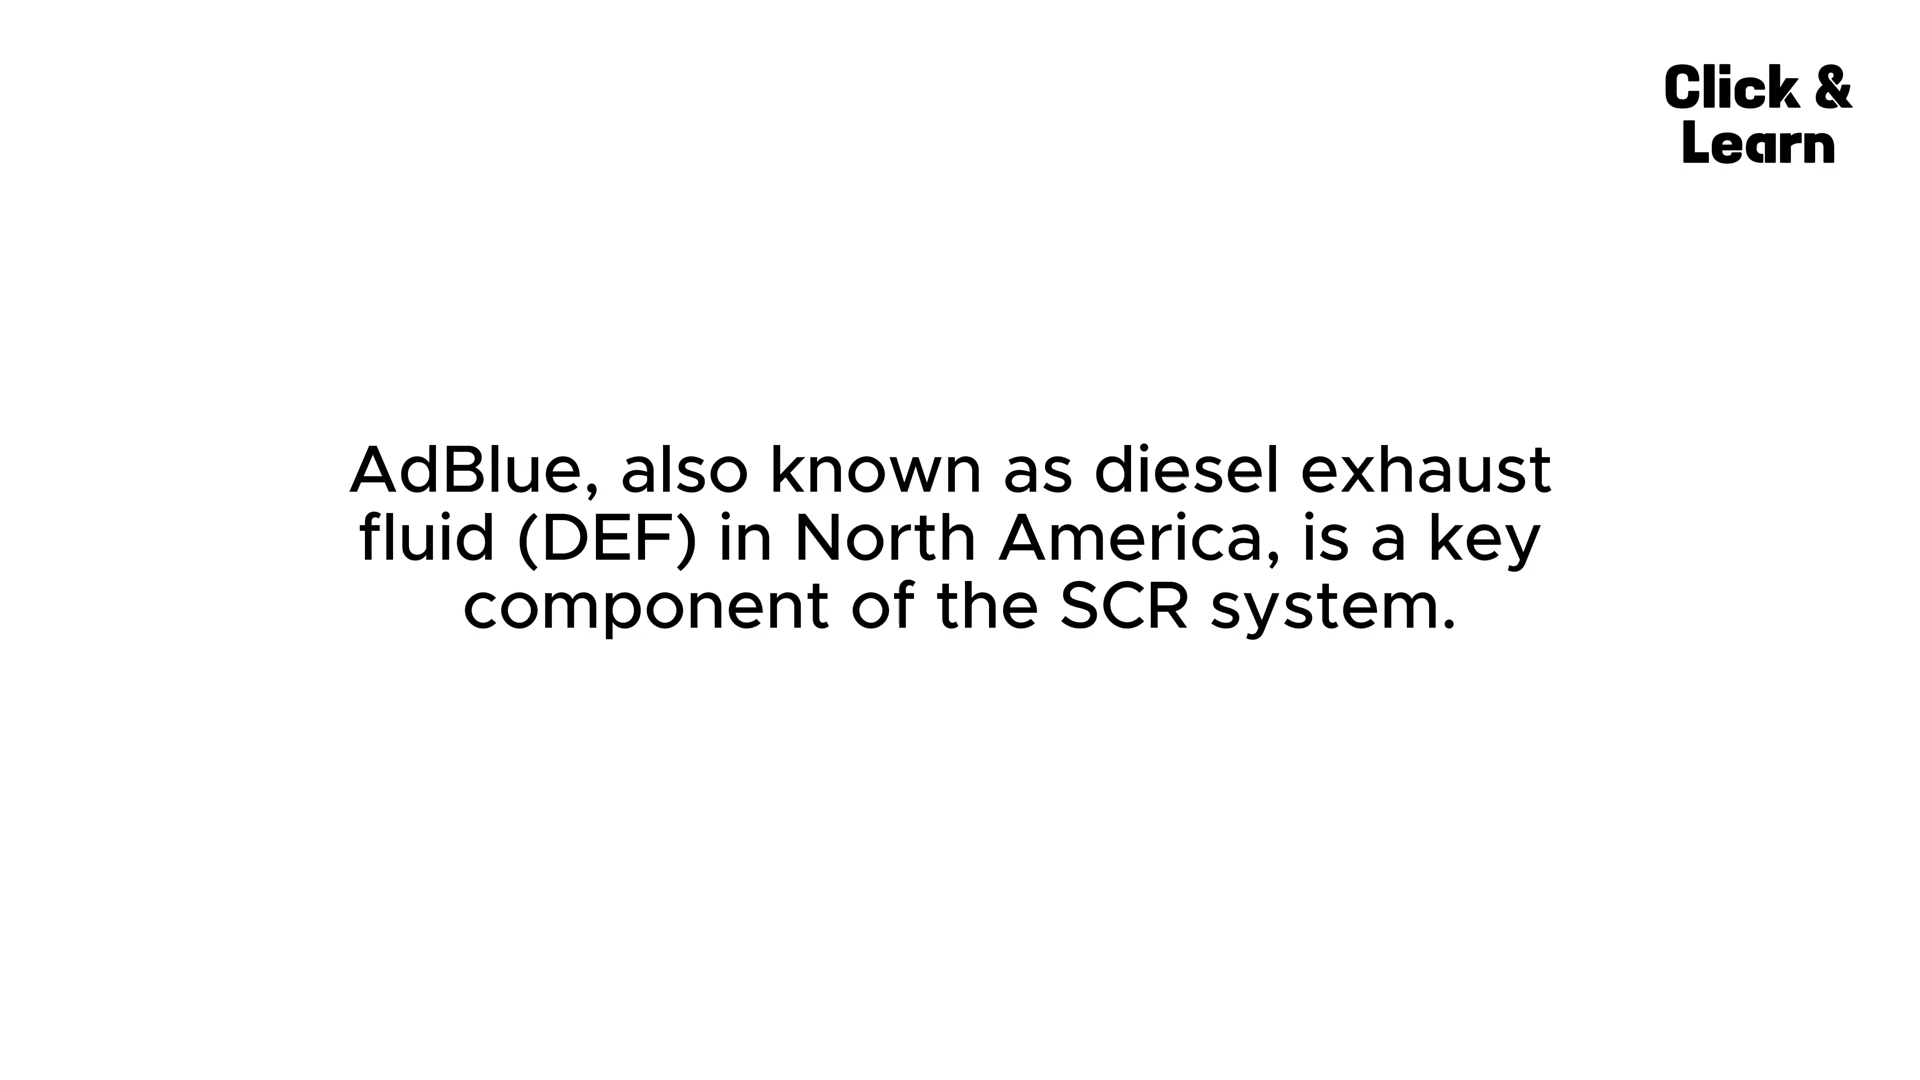 Click &
Learn
AdBlue, also known as diesel exhaust
fluid (DEF) in North America, is a key
component of the SCR system.